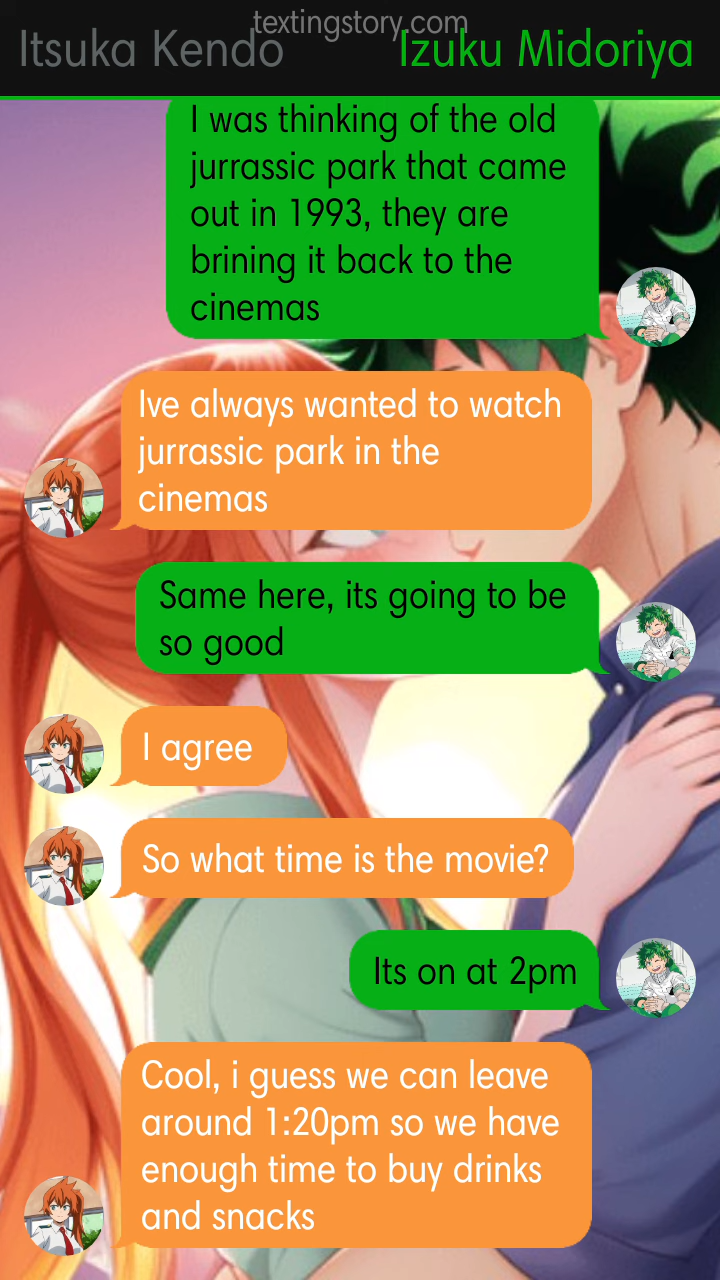 textingstory.com
Itsuka Kendo
Izuku Midoriya
I was thinking of the old
jurrassic park that came
out in 1993, they are
brining it back to the
cinemas
Ive always wanted to watch
jurrassic park in the
cinemas
Same here, its going to be
so good
I agree
So what time is the movie?
Its on at 2pm
Cool, i guess we can leave
around 1:20pm so we have
enough time to buy drinks
and snacks